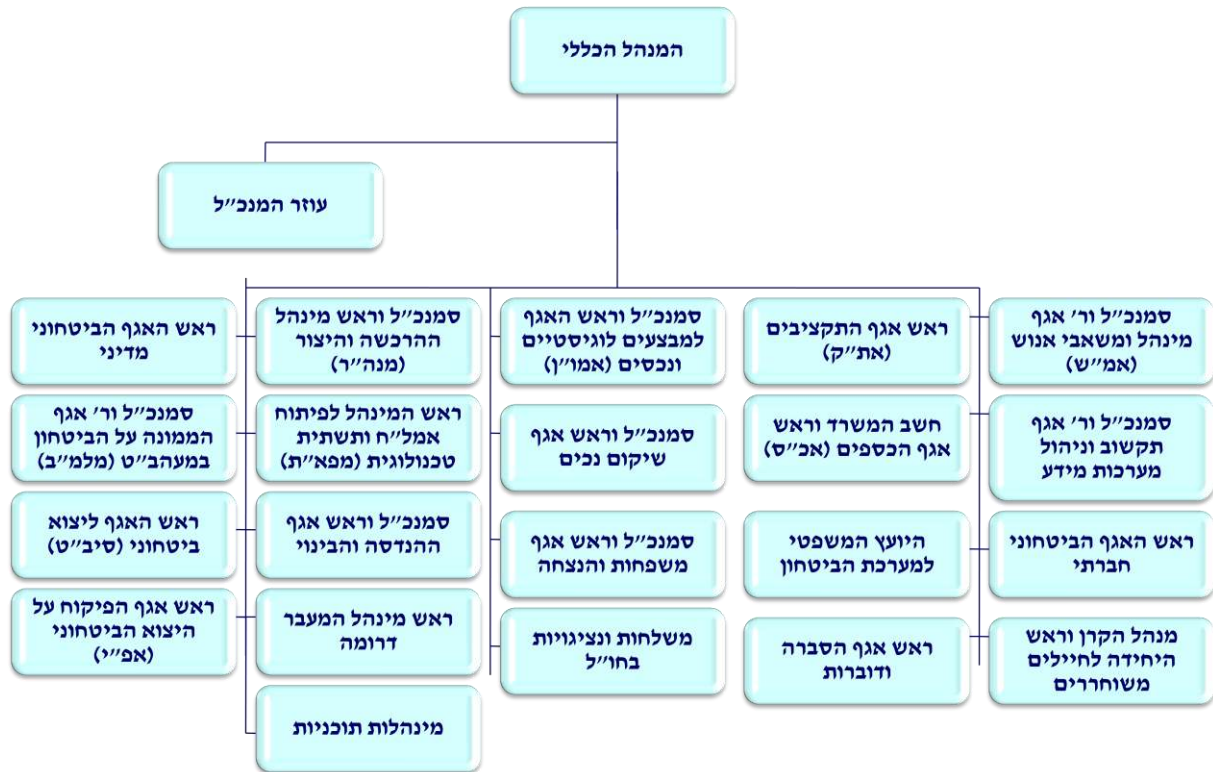 המנהל הכללי
עוזר המנכ״ל
סמנכ״ל ור׳ אגף
מינהל ומשאבי אנוש
(אמ״ש)
ראש אגף התקציבים
(את״ק)
סמנכ״ל וראש האגף
למבצעים לוגיסטיים
ונכסים (אמו״ן)
סמנכ״ל וראש מינהל
ההרכשה והיצור
(מנה״ר)
ראש האגף הביטחוני
מדיני
סמנכ״ל ור׳ אגף
תקשוב וניהול
מערכות מידע
חשב המשרד וראש
אגף הכספים (אכ״ס)
סמנכ״ל וראש אגף
שיקום נכים
ראש המינהל לפיתוח
אמל״ח ותשתית
טכנולוגית (מפא״ת)
סמנכ״ל ור׳ אגף
הממונה על הביטחון
במעהב״ט (מלמ״ב)
ראש האגף הביטחוני
חברתי
היועץ המשפטי
למערכת הביטחון
סמנכ״ל וראש אגף
משפחות והנצחה
סמנכ״ל וראש אגף
ההנדסה והבינוי
ראש האגף ליצוא
ביטחוני (סיב״ט)
מנהל הקרן וראש
היחידה לחיילים
משוחררים
ראש אגף הסברה
ודוברות
משלחות ונציגויות
בחו״ל
ראש מינהל המעבר
דרומה
ראש אגף הפיקוח על
היצוא הביטחוני
(אפ״י)
מינהלות תוכניות